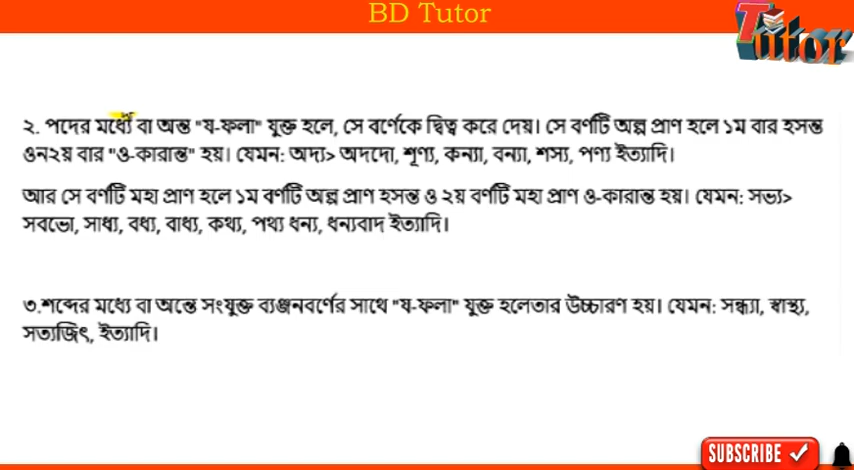 BD Tutor
Tutor
২. পদের মধ্যে বা অন্ত "য-ফলা" যুক্ত হলে, সে বর্ণেকে দ্বিত্ব করে দেয়। সে বর্ণটি অল্প প্রাণ হলে ১ম বার হসন্ত
ওন২য় বার "ও-কারান্ত" হয়। যেমন: অদ্য> অদদো, শূণ্য, কন্যা, বন্যা, শস্য, পণ্য ইত্যাদি।
আর সে বর্ণটি মহা প্রাণ হলে ১ম বর্ণটি অল্প প্রাণ হসন্ত ও ২য় বর্ণটি মহা প্রাণ ও-কারান্ত হয়। যেমন: সভ্য>
সবভো, সাধ্য, বধ্য, বাধ্য, কথ্য, পথ্য ধন্য, ধন্যবাদ ইত্যাদি।
৩.শব্দের মধ্যে বা অন্তে সংযুক্ত ব্যঞ্জনবর্ণের সাথে "য-ফলা" যুক্ত হলেতার উচ্চারণ হয়। যেমন: সন্ধ্যা, স্বাস্থ্য,
সত্যজিৎ, ইত্যাদি।
SUBSCRIBE